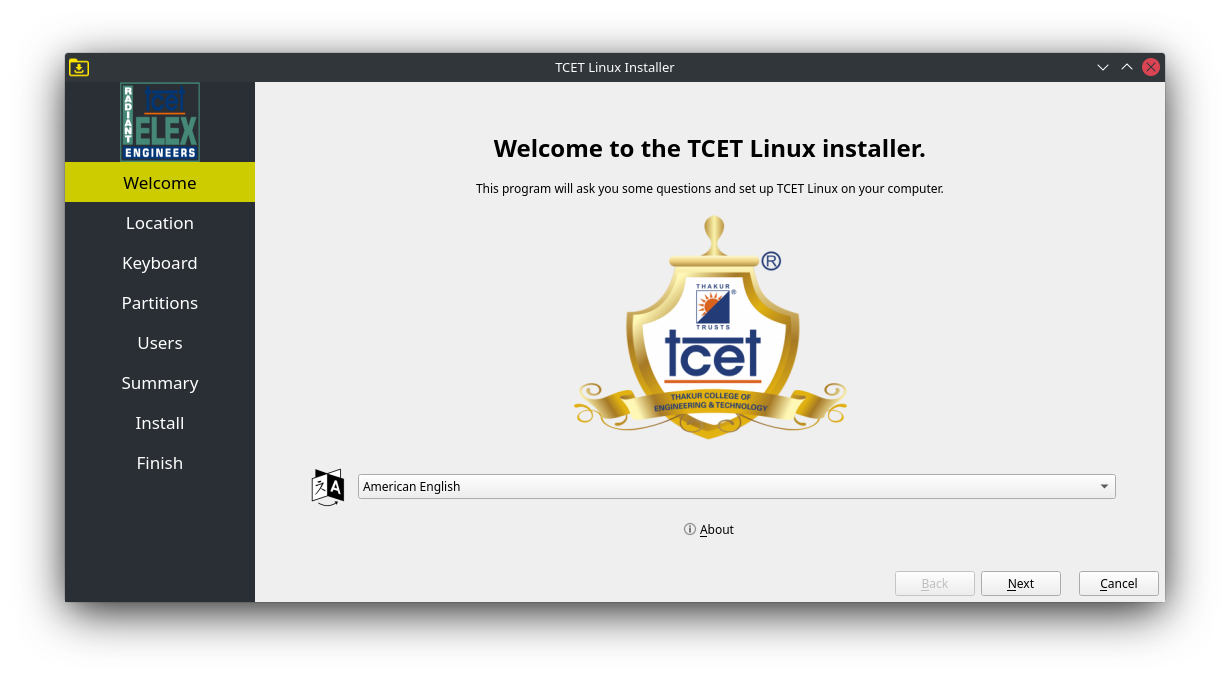 TCET Linux Installer
RADIANT
tcet
ELEX
ENGINEERS
Welcome
Location
Keyboard
Partitions
Users
Summary
Install
Finish
Welcome to the TCET Linux installer.
This program will ask you some questions and set up TCET Linux on your computer.
®
THAKUR
®
TRUSTS
tcet
THAKUR COLLEGE OF
ENGINEERING & TECHNOLOGY
A
American English
About
Back
Next
Cancel